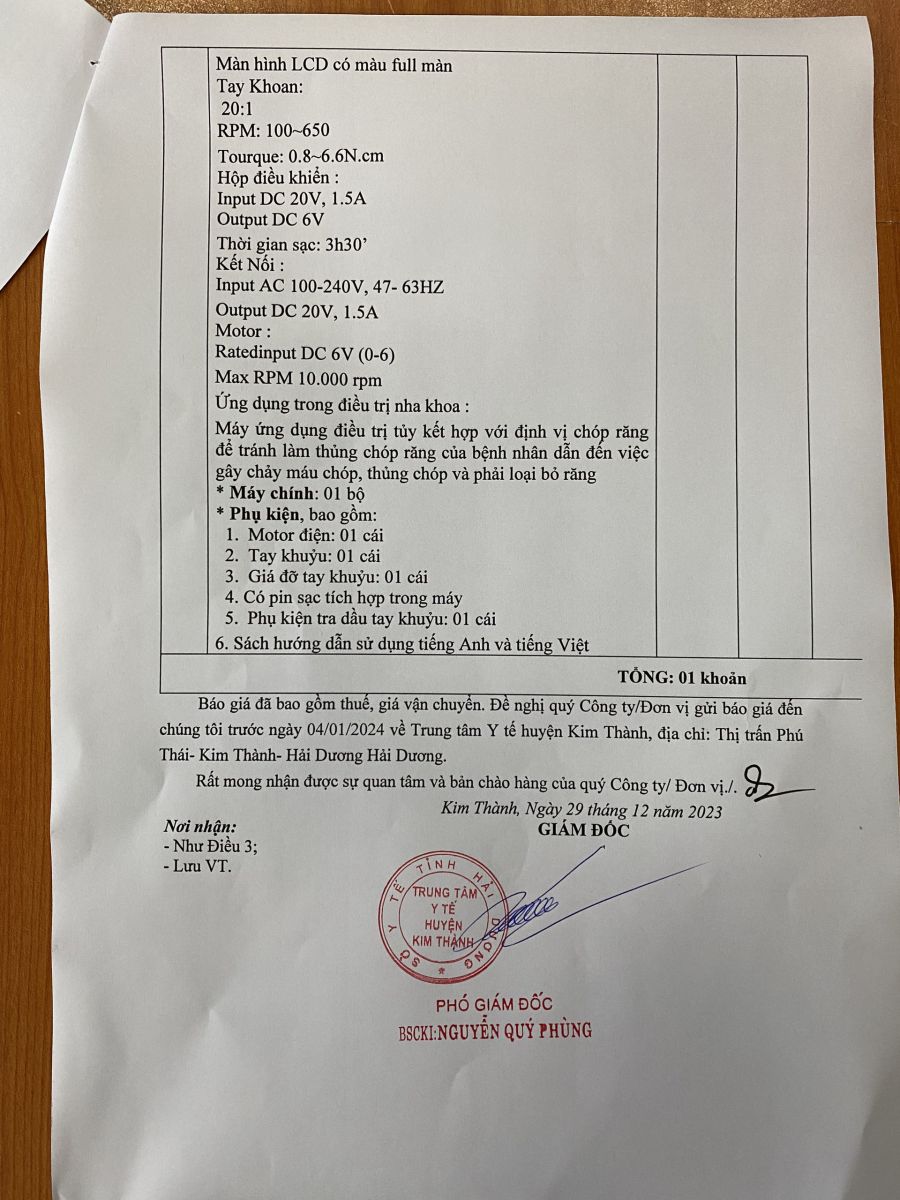 Màn hình LCD có màu full màn
Tay Khoan:
20:1
RPM: 100~650
Tourque: 0.8~6.6N.cm
Hộp điều khiển :
Input DC 20V, 1.5A
Output DC 6V
Thời gian sạc: 3h30’
Kết Nối :
Input AC 100-240V, 47- 63HZ
Output DC 20V, 1.5A
Motor :
Ratedinput DC 6V (0-6)
Max RPM 10.000 rpm
Ứng dụng trong điều trị nha khoa :
Máy ứng dụng điều trị tủy kết hợp với định vị chóp răng
để tránh làm thủng chóp răng của bệnh nhân dẫn đến việc
gây chảy máu chóp, thủng chóp và phải loại bỏ răng
* Máy chính: 01 bộ
* Phụ kiện, bao gồm:
1. Motor điện: 01 cái
2. Tay khuỷu: 01 cái
3. Giá đỡ tay khuỷu: 01 cái
4. Có pin sạc tích hợp trong máy
5. Phụ kiện tra dầu tay khuỷu: 01 cái
6. Sách hướng dẫn sử dụng tiếng Anh và tiếng Việt
TỔNG: 01 khoản
Báo giá đã bao gồm thuế, giá vận chuyển. Đề nghị quý Công ty/Đơn vị gửi báo giá đến
chúng tôi trước ngày 04/01/2024 về Trung tâm Y tế huyện Kim Thành, địa chỉ: Thị trấn Phú
Thái- Kim Thành- Hải Dương Hải Dương.
Rất mong nhận được sự quan tâm và bản chào hàng của quý Công ty/ Đơn vị./.
Kim Thành, Ngày 29 tháng 12 năm 2023
Nơi nhận:
GIÁM ĐỐC
- Như Điều 3;
- Lưu VT.
SỞ Y TẾ TỈNH HẢI DƯƠNG
TRUNG TÂM
Y TẾ
HUYỆN
KIM THÀNH
*
PHÓ GIÁM ĐỐC
BSCKI:NGUYỄN QUÝ PHÙNG